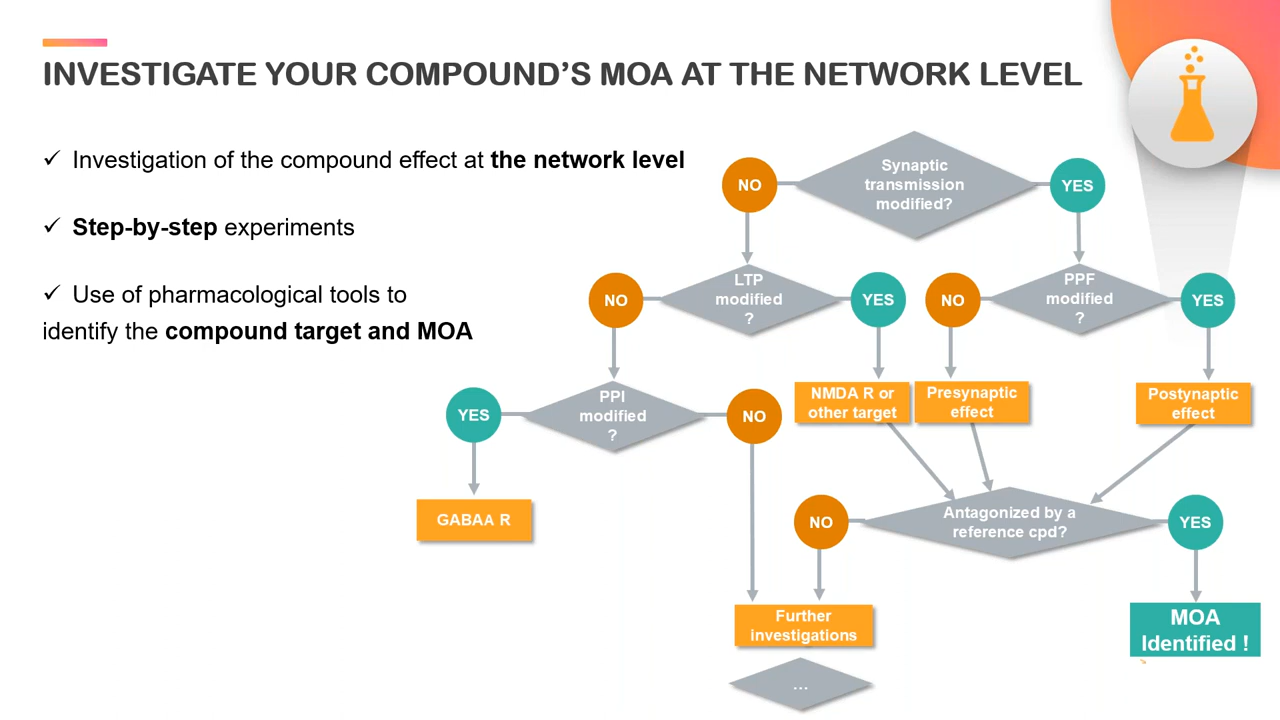 INVESTIGATE YOUR COMPOUND'S MOA AT THE NETWORK LEVEL
✓ Investigation of the compound effect at the network level
✓ Step-by-step experiments
✓ Use of pharmacological tools to
identify the compound target and MOA
Synaptic
transmission
modified?
NO
YES
LTP
modified
?
NO
YES
PPF
modified
?
NO
YES
PPI
modified
?
YES
NO
NMDA R or
other target
Presynaptic
effect
Postynaptic
effect
GABAA R
Antagonized by a
reference cpd?
NO
YES
Further
investigations
MOA
Identified !
...